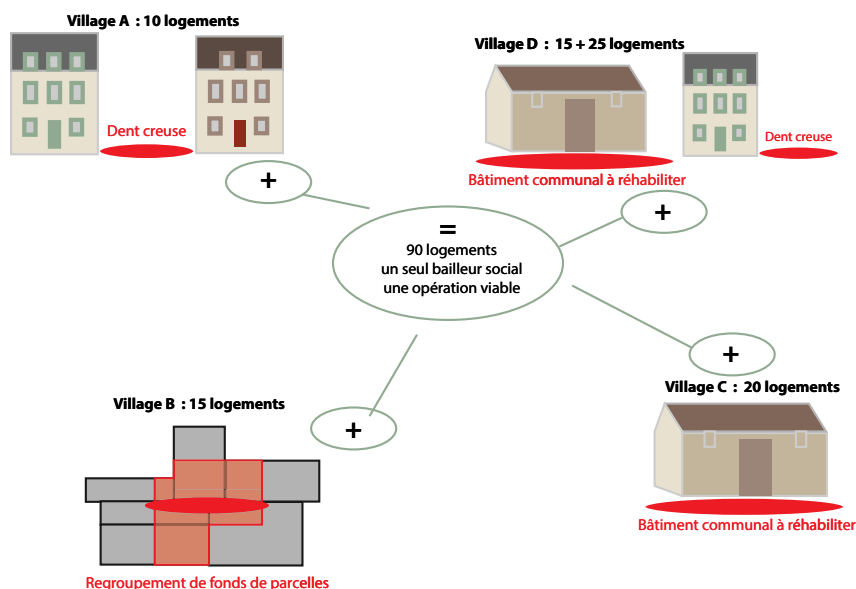 Village A : 10 logements
Dent creuse
+
Village D : 15 + 25 logements
Dent creuse
Bâtiment communal à réhabiliter
+
=
90 logements
un seul bailleur social
une opération viable
+
Village C : 20 logements
Bâtiment communal à réhabiliter
Village B : 15 logements
+
Regroupement de fonds de parcelles